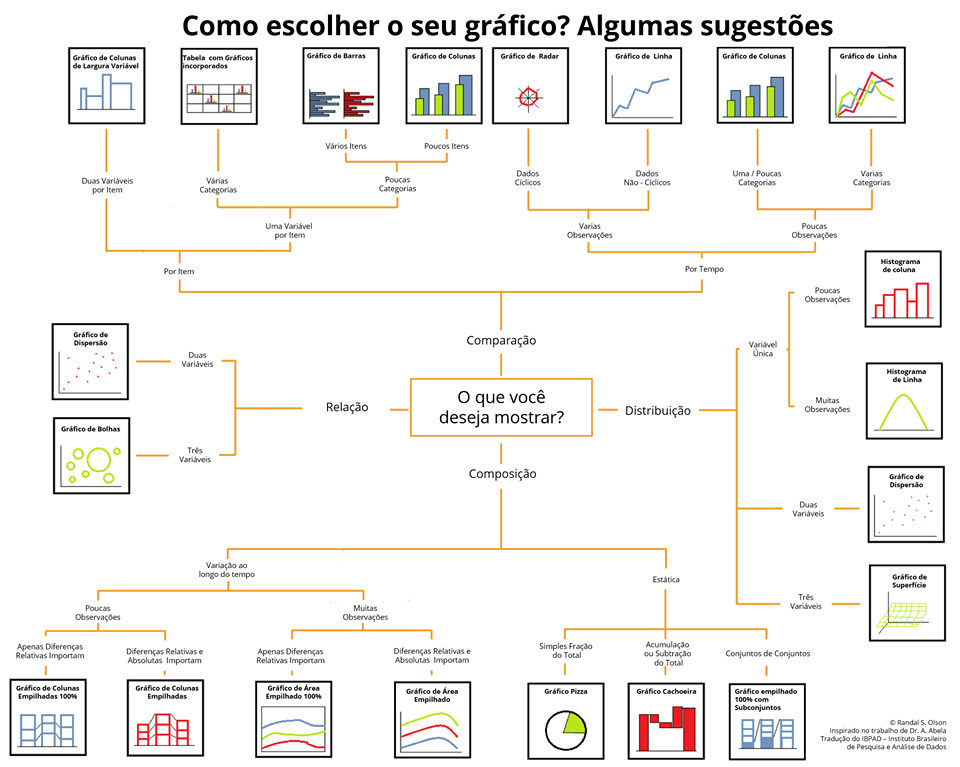 Como escolher o seu gráfico? Algumas sugestões
Gráfico de Colunas
de Largura Variável
Tabela com Gráficos
incorporados
Gráfico de Barras
Gráfico de Colunas
Gráfico de Radar
Gráfico de Linha
Gráfico de Colunas
Gráfico de Linha
Vários Itens
Poucos Itens
Duas Variáveis
por Item
Várias
Categorias
Poucas
Categorias
Dados
Cíclicos
Dados
Não - Cíclicos
Uma / Poucas
Categorias
Varias
Categorias
Uma Variável
por Item
Varias
Observações
Poucas
Observações
Por Item
Por Tempo
Comparação
Histograma
de coluna
Poucas
Observações
Variável
Única
Histograma
de Linha
Muitas
Observações
Gráfico de
Dispersão
Duas
Variáveis
Relação
O que você
deseja mostrar?
Distribuição
Gráfico de Bolhas
Três
Variáveis
Composição
Gráfico de
Dispersão
Duas
Variáveis
Gráfico de
Superfície
Três
Variáveis
Variação ao
longo do tempo
Estática
Poucas
Observações
Muitas
Observações
Apenas Diferenças
Relativas Importam
Diferenças Relativas e
Absolutas Importam
Apenas Diferenças
Relativas Importam
Diferenças Relativas e
Absolutas Importam
Simples Fração
do Total
Acumulação
ou Subtração
do Total
Conjuntos de Conjuntos
Gráfico de Colunas
Empilhadas 100%
Gráfico de Colunas
Empilhadas
Gráfico de Área
Empilhado 100%
Gráfico de Área
Empilhado
Gráfico Pizza
Gráfico Cachoeira
Gráfico empilhado
100% com
Subconjuntos
© Randal S. Olson
Inspirado no trabalho de Dr. A. Abela
Tradução do IBPAD – Instituto Brasileiro
de Pesquisa e Análise de Dados